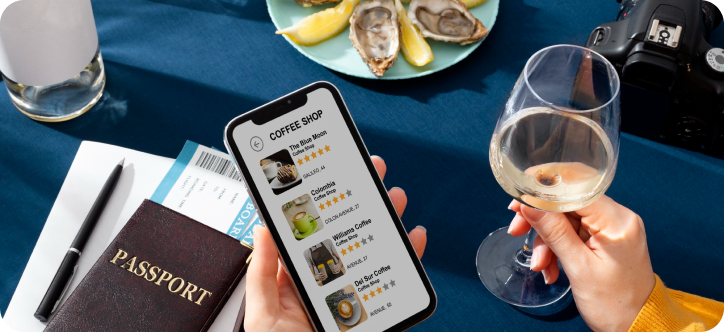 COFFEE SHOP
The Blue Moon
Coffee Shop
GALILEO, 44
Colombia
Coffee Shop
COLON AVENUE, 27
Williams Coffee
Coffee Shop
AVENUE, 27
Del Sur Coffee
Coffee Shop
AVENUE, 50
PASSPORT